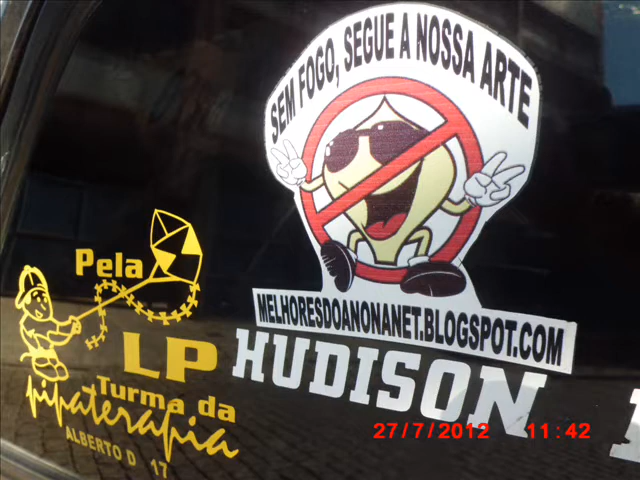 SEM FOGO, SEGUE A NOSSA ARTE
MELHORESDOANONANET.BLOGSPOT.COM
Pela
LP HUDISON
Turma da
pipaterapia
ALBERTO D 17
27/7/2012 11:42